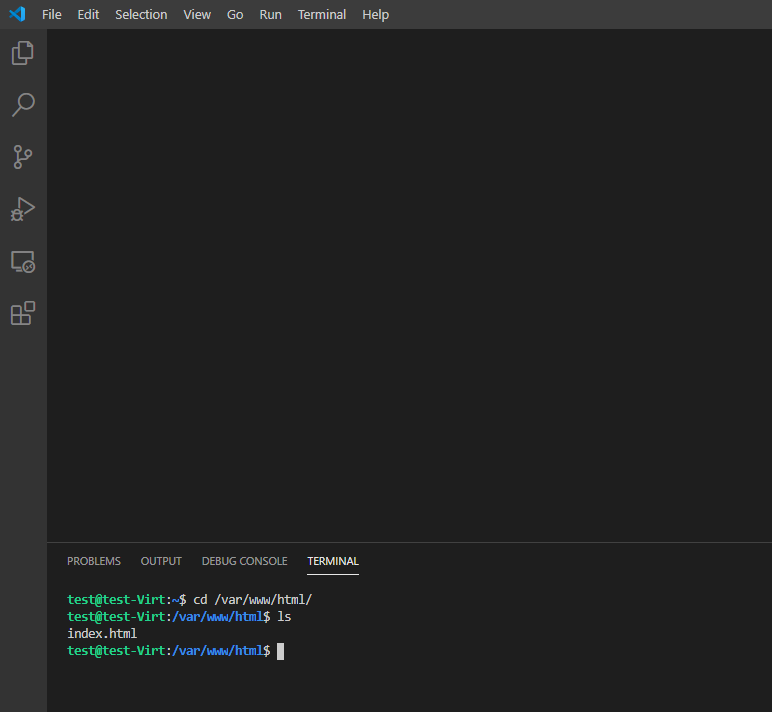 File Edit Selection View Go Run Terminal Help
PROBLEMS OUTPUT DEBUG CONSOLE TERMINAL
test@test-Virt:~$ cd /var/www/html/
test@test-Virt:/var/www/html$ ls
index.html
test@test-Virt:/var/www/html$